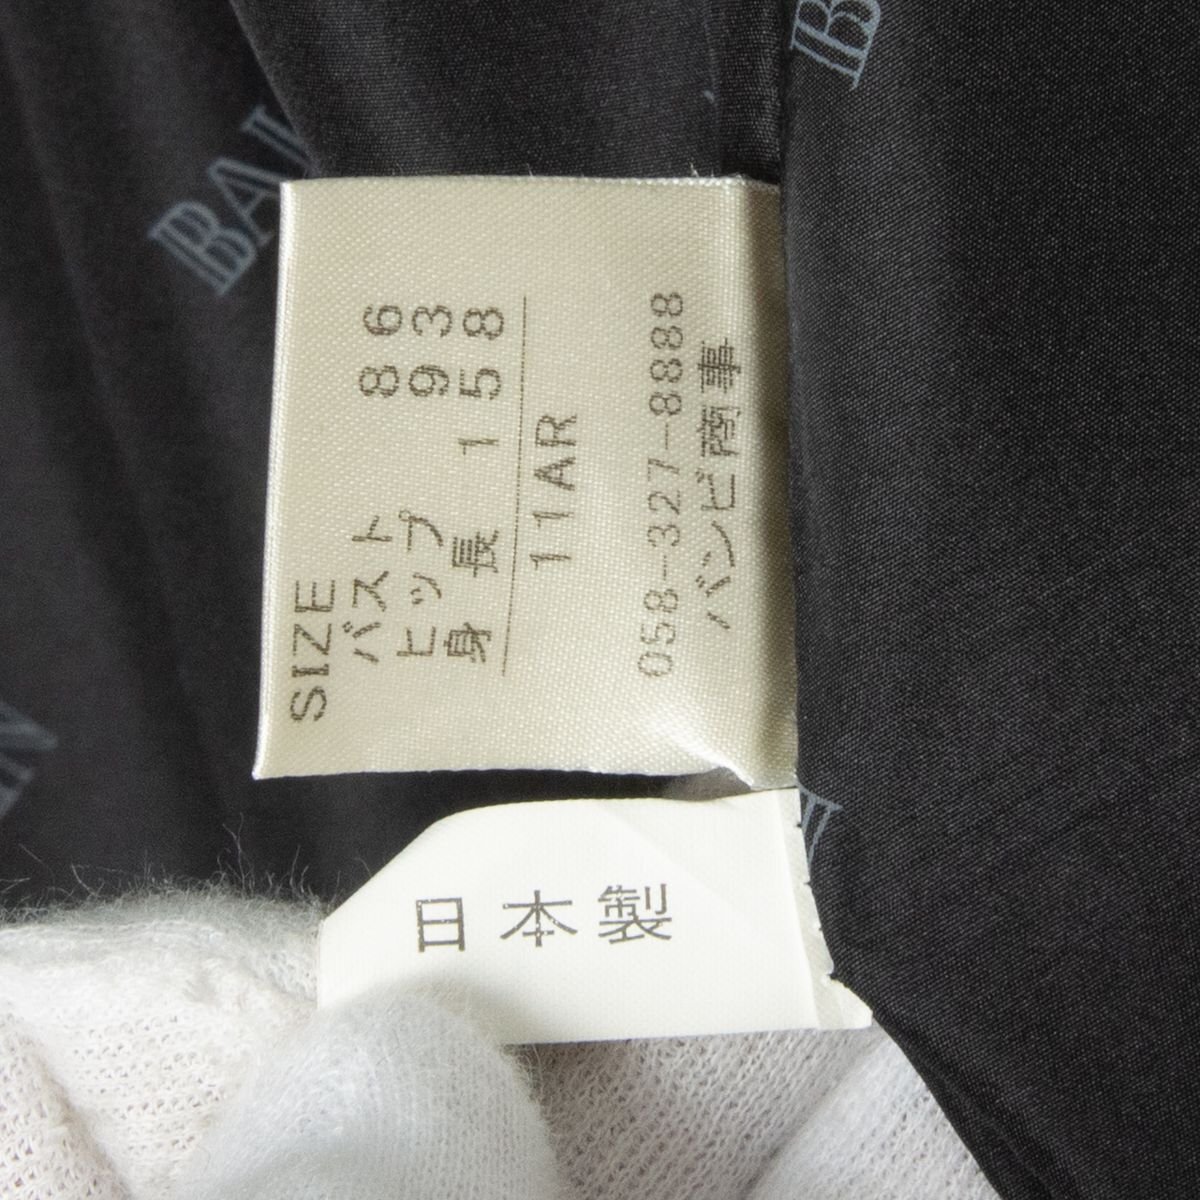 SIZE
バスト 86
ヒップ 93
身長 158
11AR
058-327-8888
バンビ商事
日本製